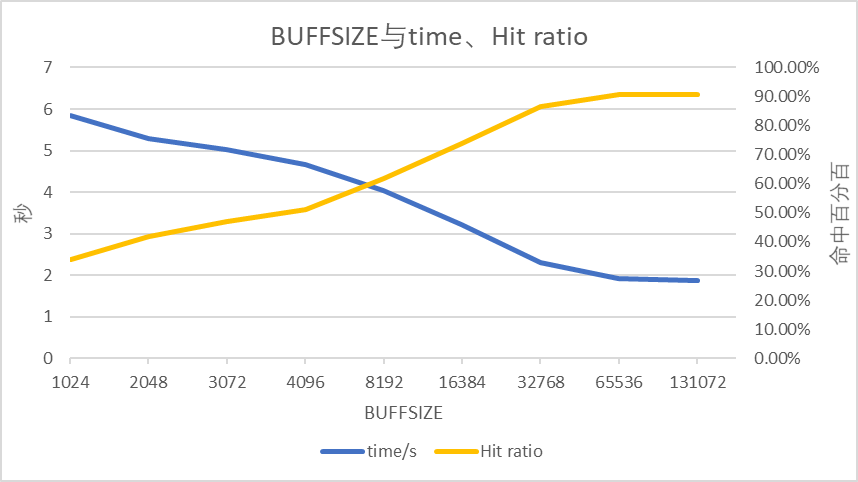 BUFFSIZE与time、Hit ratio
7 100.00%
6 90.00%
5 80.00%
4 70.00%
3 60.00%
2 50.00%
1 40.00%
0 30.00%
20.00%
10.00%
0.00%
秒
命中百分百
1024 2048 3072 4096 8192 16384 32768 65536 131072
BUFFSIZE
time/s Hit ratio